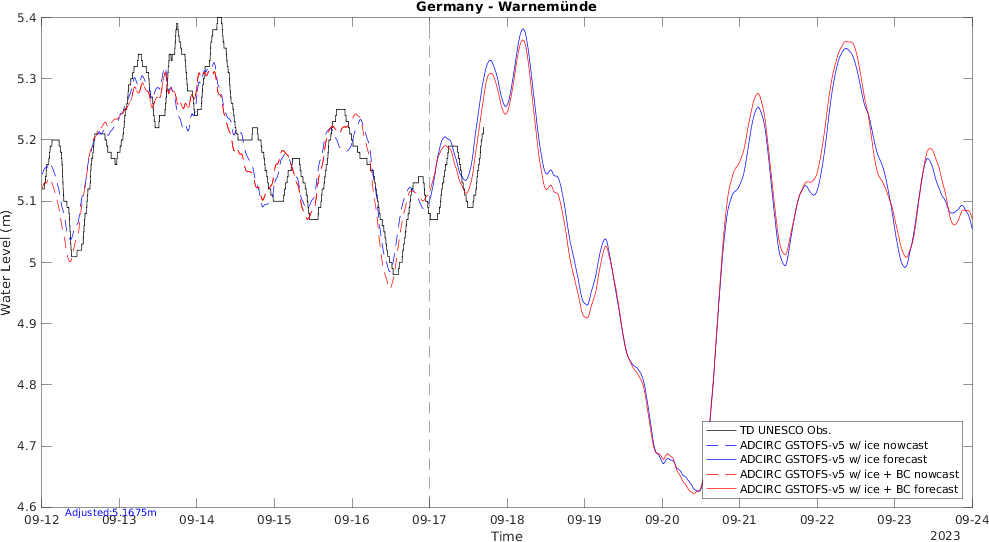 Germany - Warnemünde
5.4
5.3
5.2
5.1
5
4.9
4.8
4.7
4.6
Water Level (m)
TD UNESCO Obs.
ADCIRC GSTOFS-v5 w/ ice nowcast
ADCIRC GSTOFS-v5 w/ ice forecast
ADCIRC GSTOFS-v5 w/ ice + BC nowcast
ADCIRC GSTOFS-v5 w/ ice + BC forecast
Adjusted:5.1675m
09-12 09-13 09-14 09-15 09-16 09-17 09-18 09-19 09-20 09-21 09-22 09-23 09-24
Time
2023